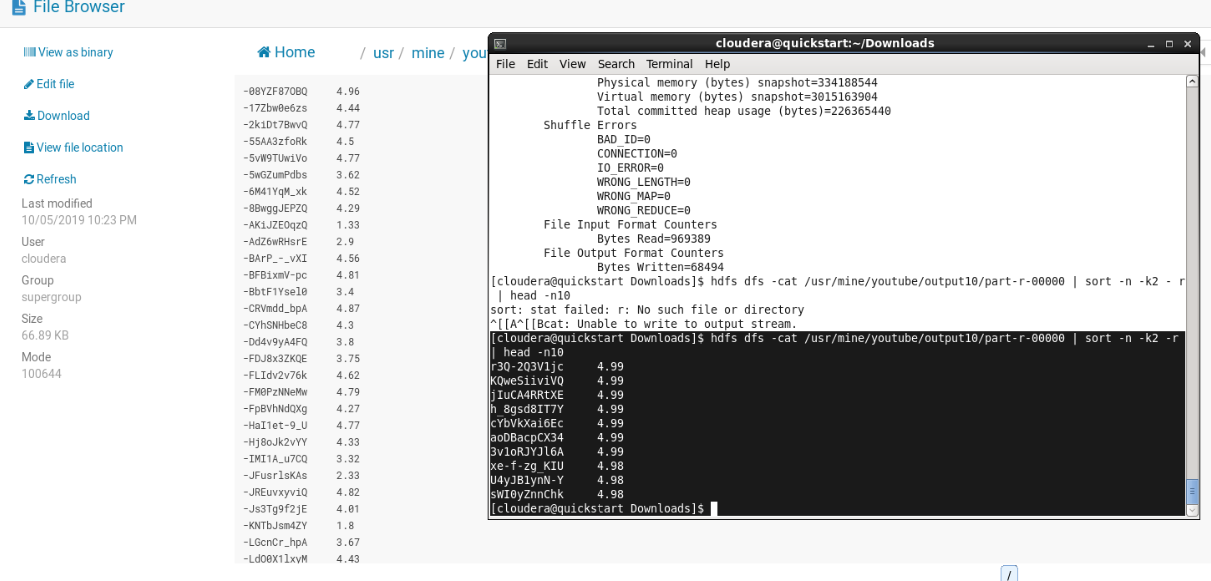 File Browser
View as binary
Edit file
Download
View file location
Refresh
Last modified
10/05/2019 10:23 PM
User
cloudera
Group
supergroup
Size
66.89 KB
Mode
100644
Home / usr / mine / you
-08YZF87OBQ 4.96
-17Zbw0e6zs 4.44
-2kiDt7BwvQ 4.77
-55AA3zfoRk 4.5
-5vW9TUwiVo 4.77
-5wGZumPdbs 3.62
-6M41YqM_xk 4.52
-8BwggJEPZQ 4.29
-AKiJZEOqzQ 1.33
-AdZ6wRHsrE 2.9
-BArP_-_vXI 4.56
-BFBixmV-pc 4.81
-BbtF1Ysel0 3.4
-CRVmdd_bpA 4.87
-CYhSNHbeC8 4.3
-Dd4v9yA4FQ 3.8
-FDJ8x3ZKQE 3.75
-FLIdv2v76k 4.62
-FM0PzNNeMw 4.79
-FpBVhNdQXg 4.27
-HaI1et-9_U 4.77
-Hj8oJk2vYY 4.33
-IMI1A_u7CQ 3.32
-JFusrlsKAs 2.33
-JREuvxyviQ 4.82
-Js3Tg9f2jE 4.01
-KNTbJsm4ZY 1.8
-LGcnCr_hpA 3.67
-LdO0X1lxyM 4.43
cloudera@quickstart:~/Downloads
File Edit View Search Terminal Help
Physical memory (bytes) snapshot=334188544
Virtual memory (bytes) snapshot=3015163904
Total committed heap usage (bytes)=226365440
Shuffle Errors
BAD_ID=0
CONNECTION=0
IO_ERROR=0
WRONG_LENGTH=0
WRONG_MAP=0
WRONG_REDUCE=0
File Input Format Counters
Bytes Read=969389
File Output Format Counters
Bytes Written=68494
[cloudera@quickstart Downloads]$ hdfs dfs -cat /usr/mine/youtube/output10/part-r-00000 | sort -n -k2 - r
| head -n10
sort: stat failed: r: No such file or directory
^[[A^[[Bcat: Unable to write to output stream.
[cloudera@quickstart Downloads]$ hdfs dfs -cat /usr/mine/youtube/output10/part-r-00000 | sort -n -k2 -r
| head -n10
r3Q-2Q3V1jc 4.99
KQweSiiviVQ 4.99
jIuCA4RRtXE 4.99
h_8gsd8IT7Y 4.99
cYbVkXai6Ec 4.99
aoDBacpCX34 4.99
3v1oRJYJl6A 4.99
xe-f-zg_KIU 4.98
U4yJB1ynN-Y 4.98
sWI0yZnnChk 4.98
[cloudera@quickstart Downloads]$
/